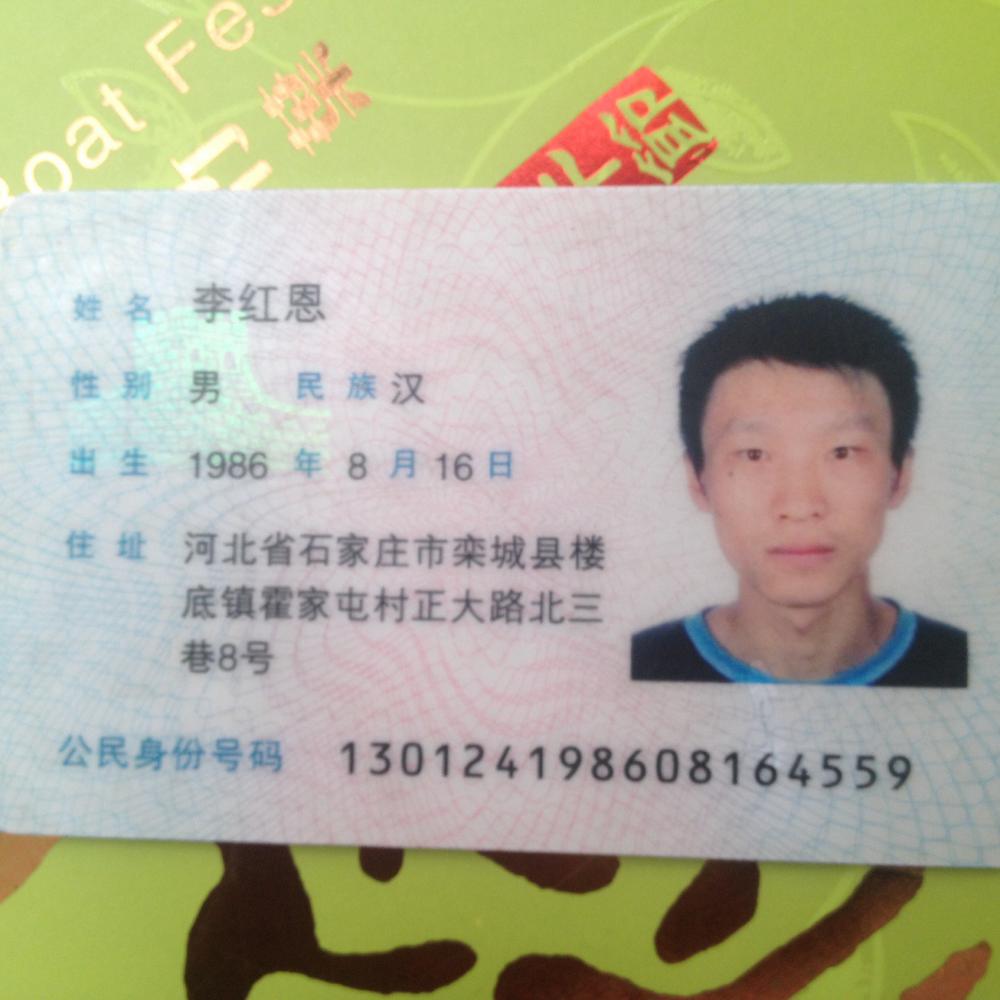 oat Fes
姓名 李红恩
性别 男 民族 汉
出生 1986 年 8 月 16 日
住址 河北省石家庄市栾城县楼
底镇霍家屯村正大路北三
巷8号
公民身份号码 130124198608164559